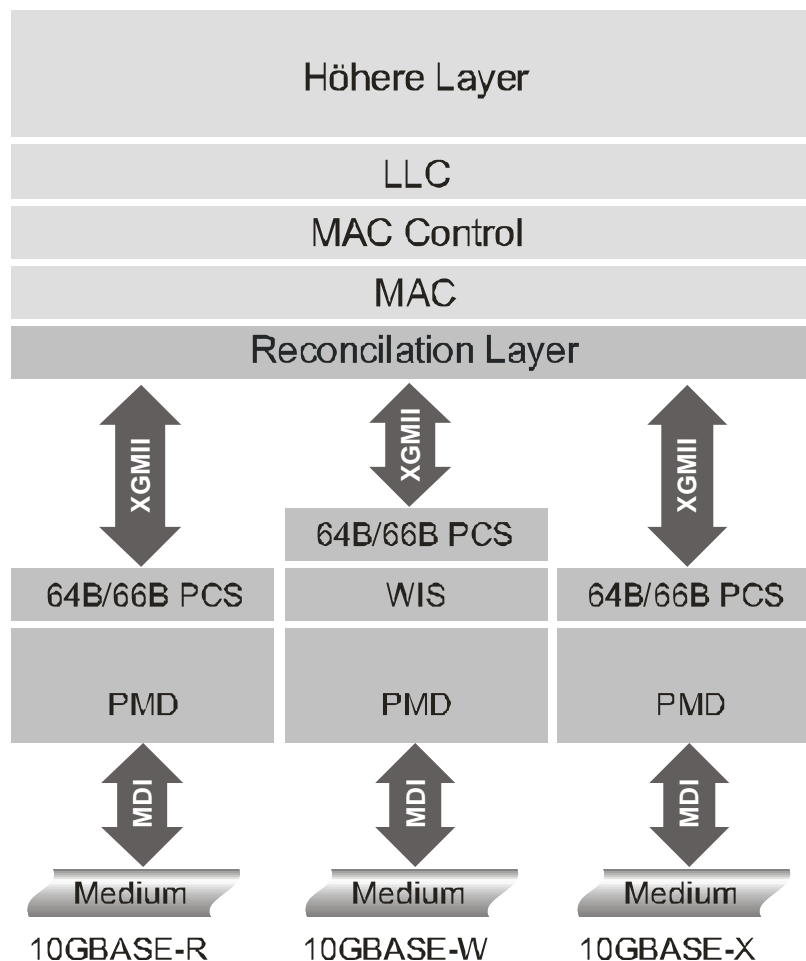 Höhere Layer
LLC
MAC Control
MAC
Reconcilation Layer
XGMII XGMII XGMII
64B/66B PCS
64B/66B PCS WIS 64B/66B PCS
PMD PMD PMD
MDI MDI MDI
Medium Medium Medium
10GBASE-R 10GBASE-W 10GBASE-X